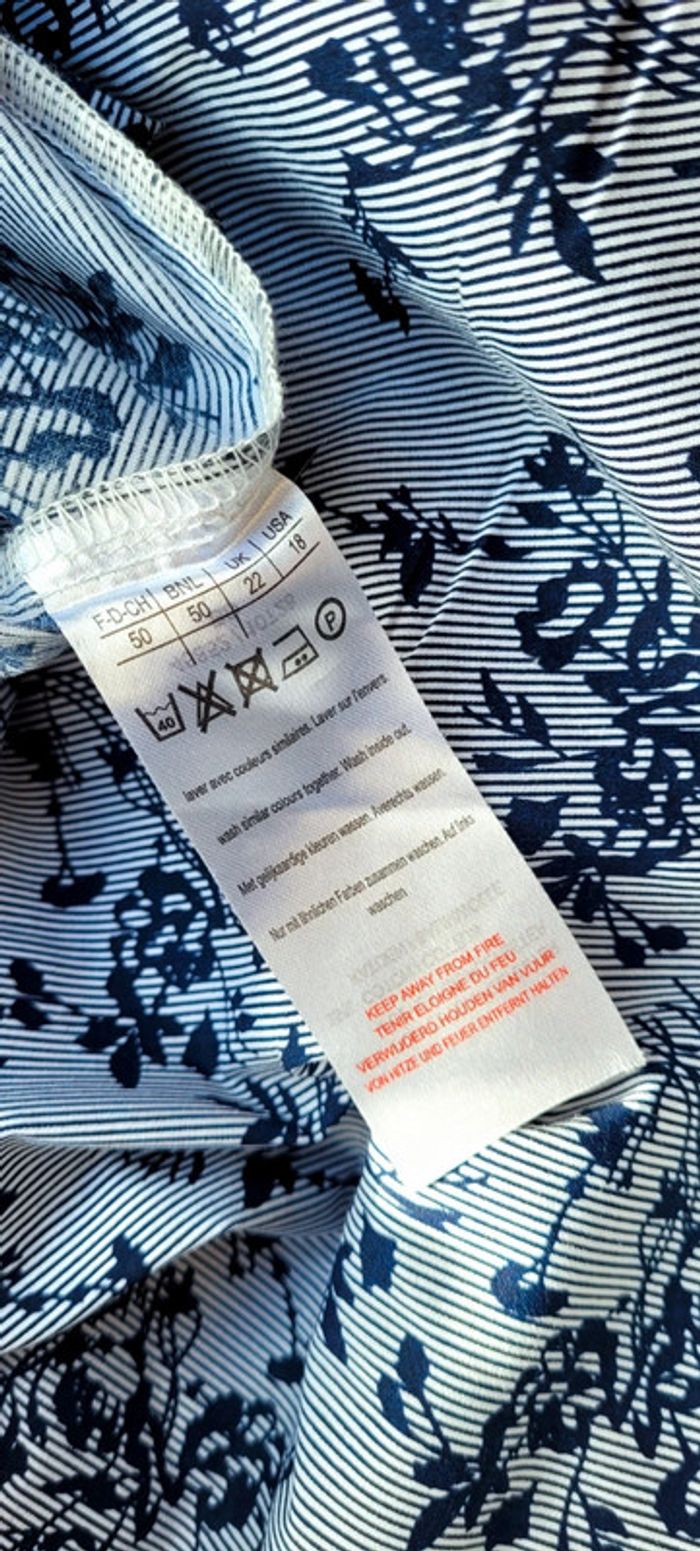 F-D-CH BNL UK USA
50 50 22 18
40 P
laver avec couleurs similaires. Laver sur l'envers
wash similar colours together. Wash inside out.
Met gelijkaardige kleuren wassen. Averechts wassen.
Nur mit ähnlichen Farben zusammen waschen. Auf links
waschen
KEEP AWAY FROM FIRE
TENIR ELOIGNE DU FEU
VERWIJDERD HOUDEN VAN VUUR
VON HITZE UND FEUER ENTFERNT HALTEN